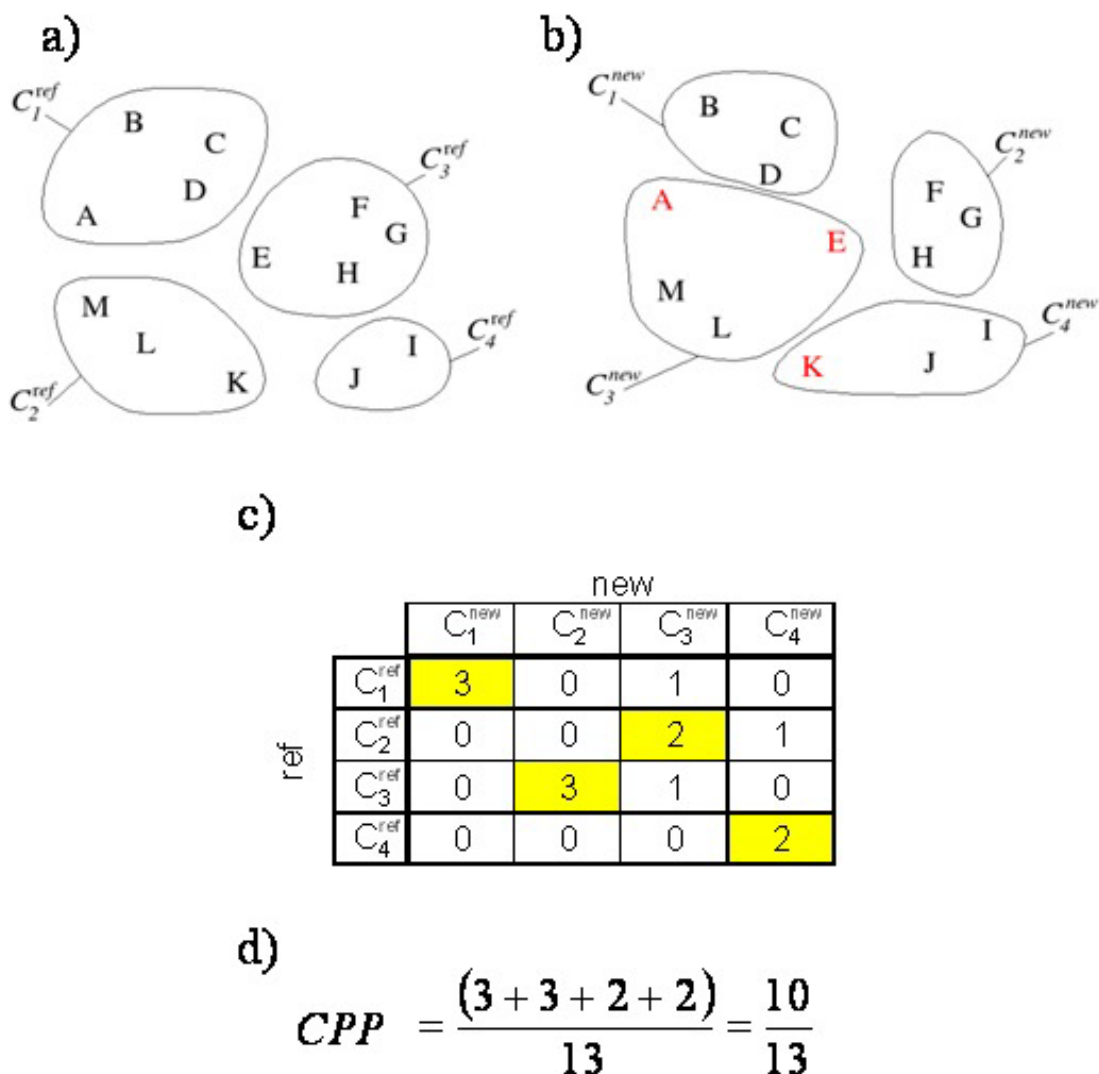 a)
b)
C₁ʳᵉᶠ
B
C
D
A
C₃ʳᵉᶠ
F
G
E
H
M
L
K
C₂ʳᵉᶠ
I
J
C₄ʳᵉᶠ
C₁ⁿᵉʷ
B
C
D
C₂ⁿᵉʷ
F
G
H
A
E
M
L
C₃ⁿᵉʷ
K
J
I
C₄ⁿᵉʷ
c)
new
C₁ⁿᵉʷ C₂ⁿᵉʷ C₃ⁿᵉʷ C₄ⁿᵉʷ
ref
C₁ʳᵉᶠ 3 0 1 0
C₂ʳᵉᶠ 0 0 2 1
C₃ʳᵉᶠ 0 3 1 0
C₄ʳᵉᶠ 0 0 0 2
d)
CPP = (3 + 3 + 2 + 2)/13 = 10/13